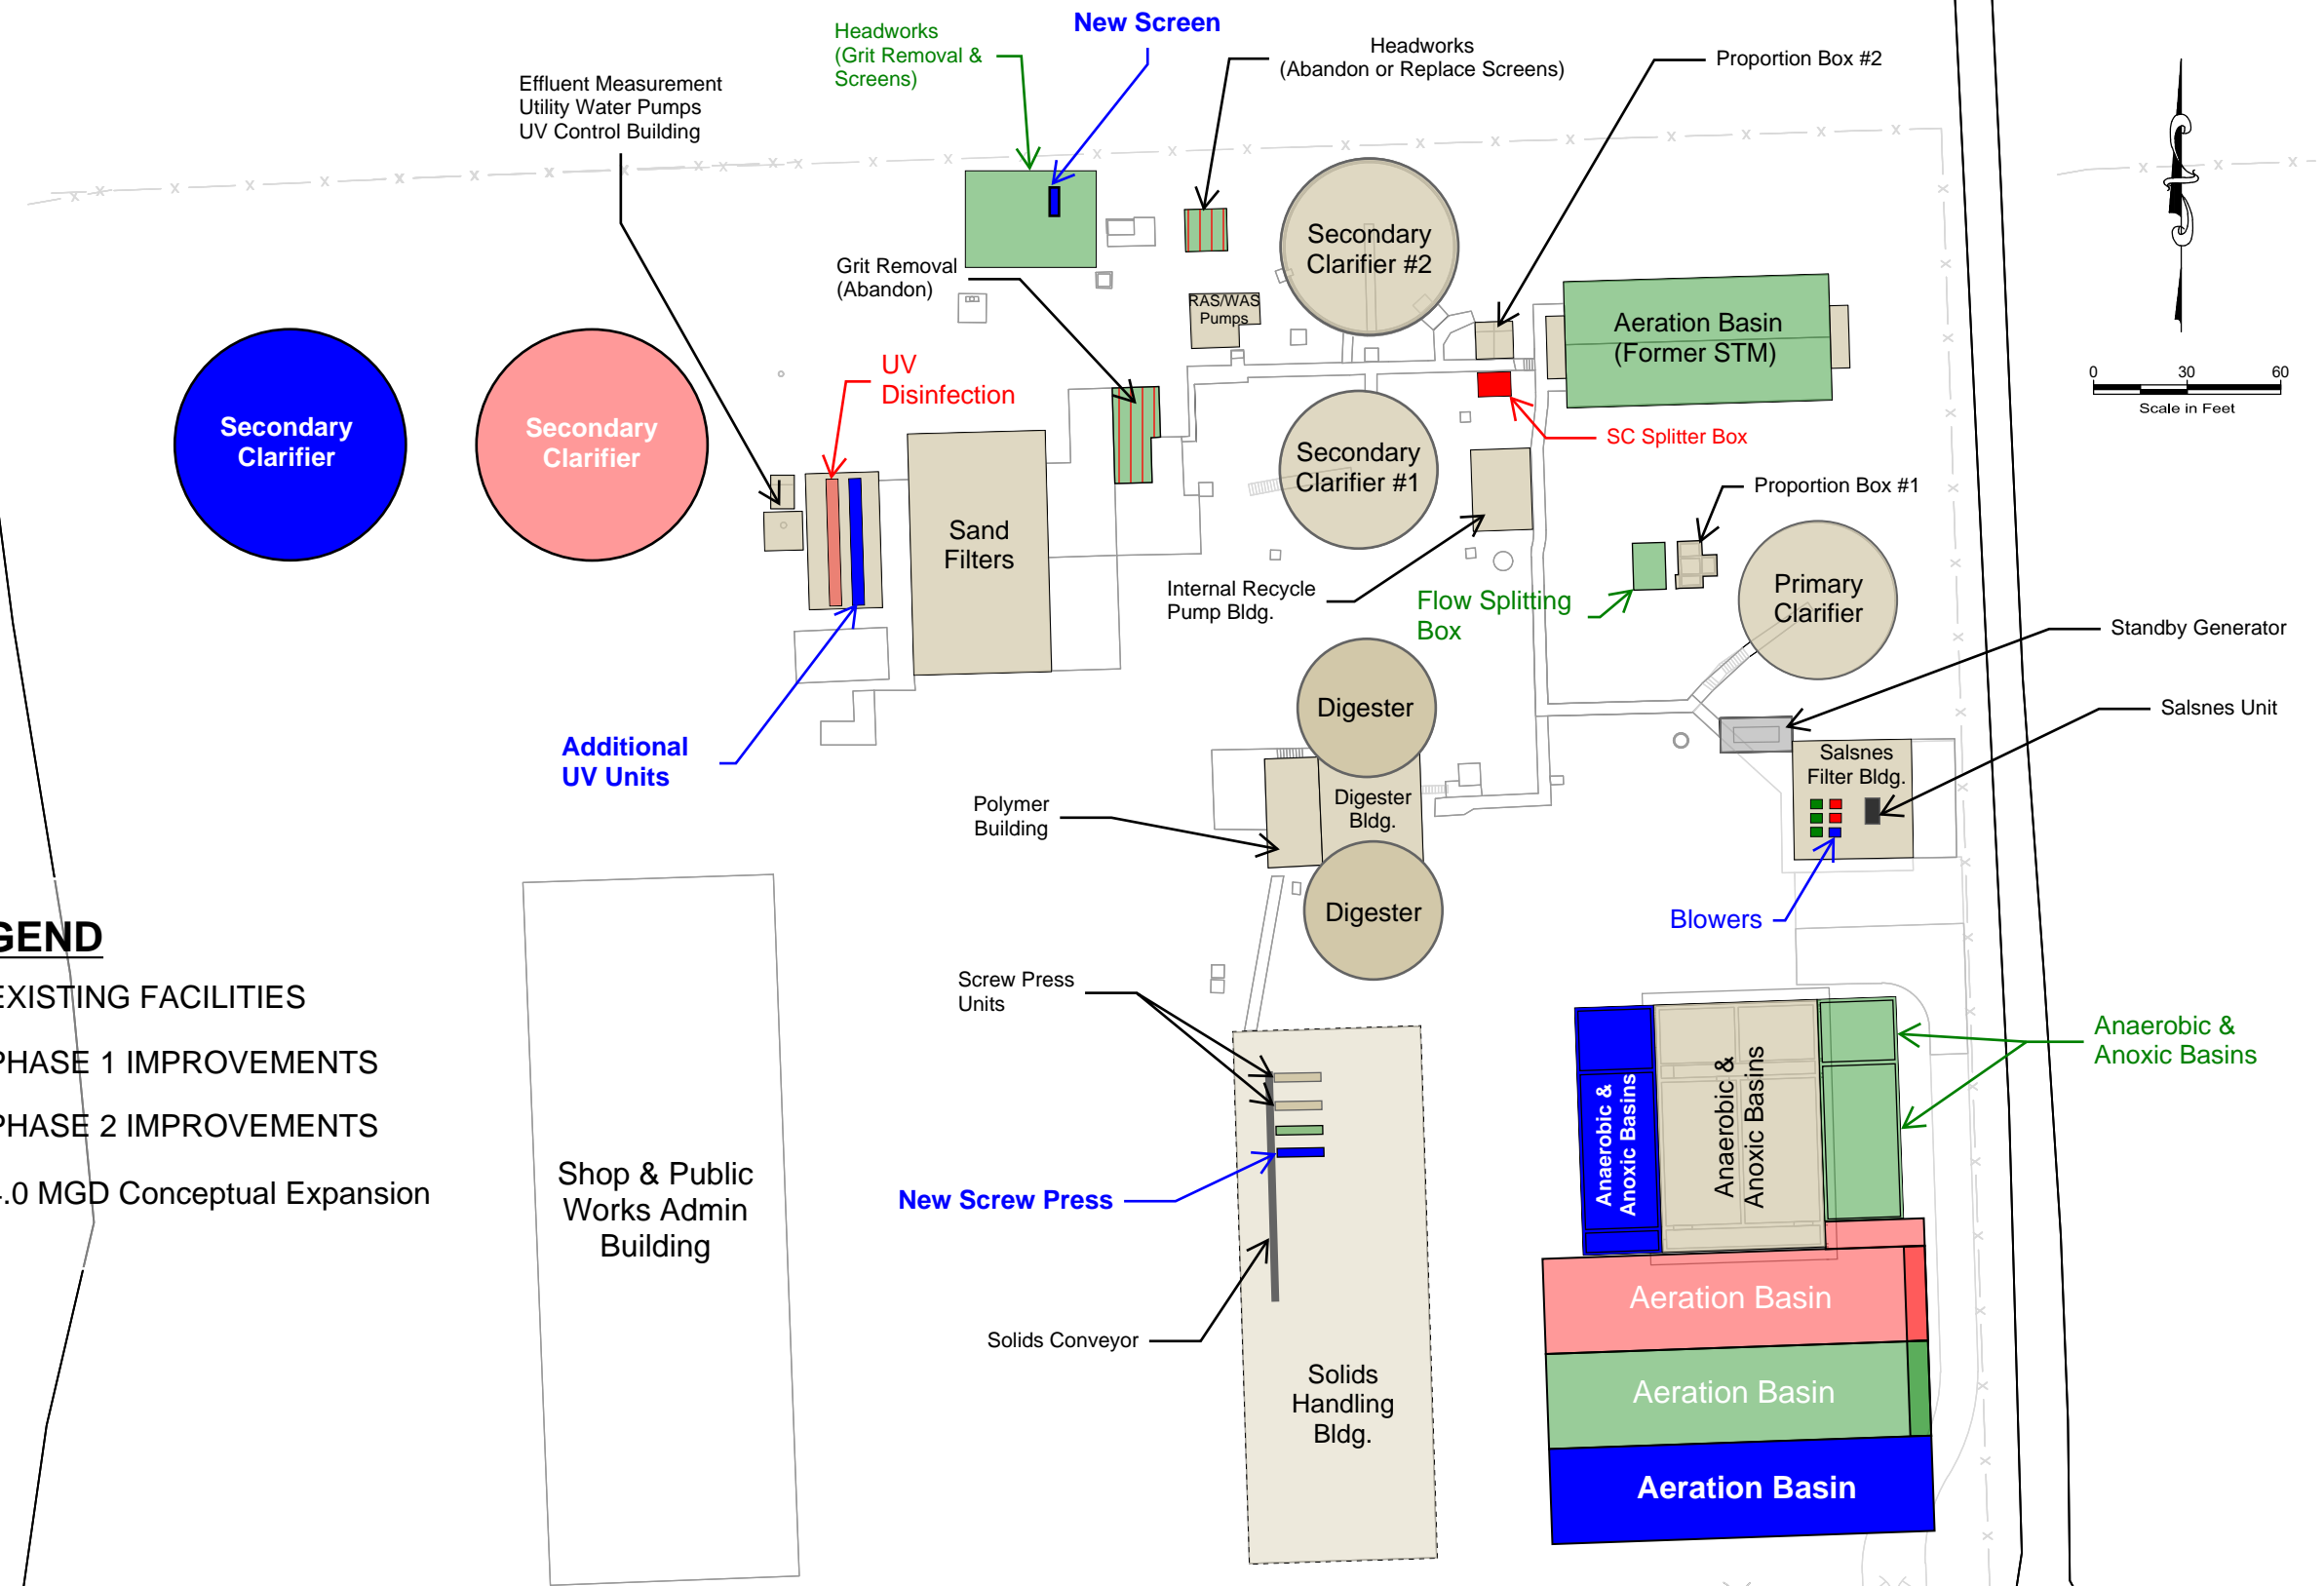 New Screen
Headworks
(Grit Removal &
Screens)
Headworks
(Abandon or Replace Screens)
Proportion Box #2
Effluent Measurement
Utility Water Pumps
UV Control Building
Grit Removal
(Abandon)
Secondary
Clarifier #2
RAS/WAS
Pumps
Aeration Basin
(Former STM)
0 30 60
Scale in Feet
UV
Disinfection
Secondary
Clarifier
Secondary
Clarifier
SC Splitter Box
Secondary
Clarifier #1
Proportion Box #1
Sand
Filters
Internal Recycle
Pump Bldg.
Flow Splitting
Box
Primary
Clarifier
Standby Generator
Digester
Salsnes Unit
Additional
UV Units
Salsnes
Filter Bldg.
Polymer
Building
Digester
Bldg.
Digester
Blowers
GEND
EXISTING FACILITIES
PHASE 1 IMPROVEMENTS
PHASE 2 IMPROVEMENTS
.0 MGD Conceptual Expansion
Screw Press
Units
Anaerobic &
Anoxic Basins
Anaerobic &
Anoxic Basins
Anaerobic &
Anoxic Basins
Shop & Public
Works Admin
Building
New Screw Press
Solids Conveyor
Solids
Handling
Bldg.
Aeration Basin
Aeration Basin
Aeration Basin